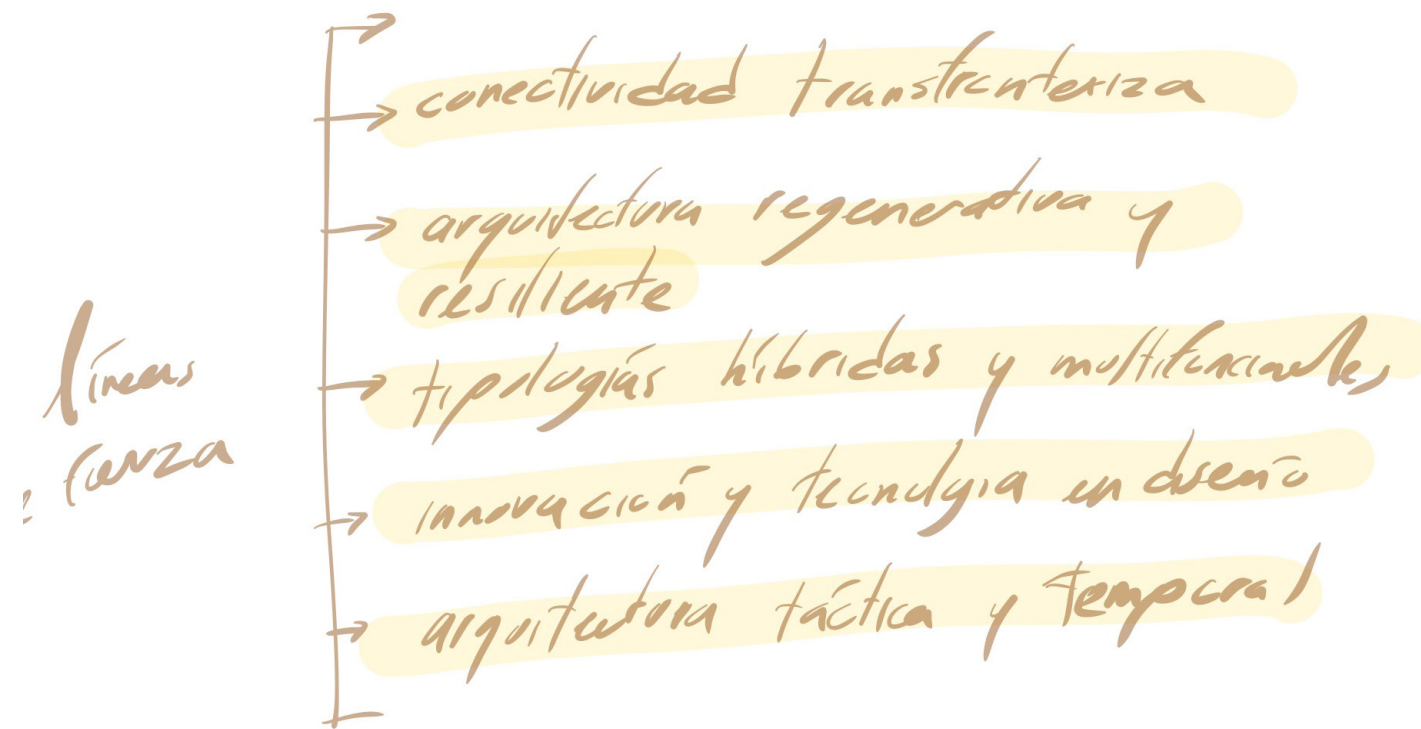 conectividad transfronteriza
arquitectura regenerativa y
resiliente
líneas
tipologías híbridas y multifuncionales
e fuerza
innovación y tecnología en diseño
arquitectura táctica y temporal